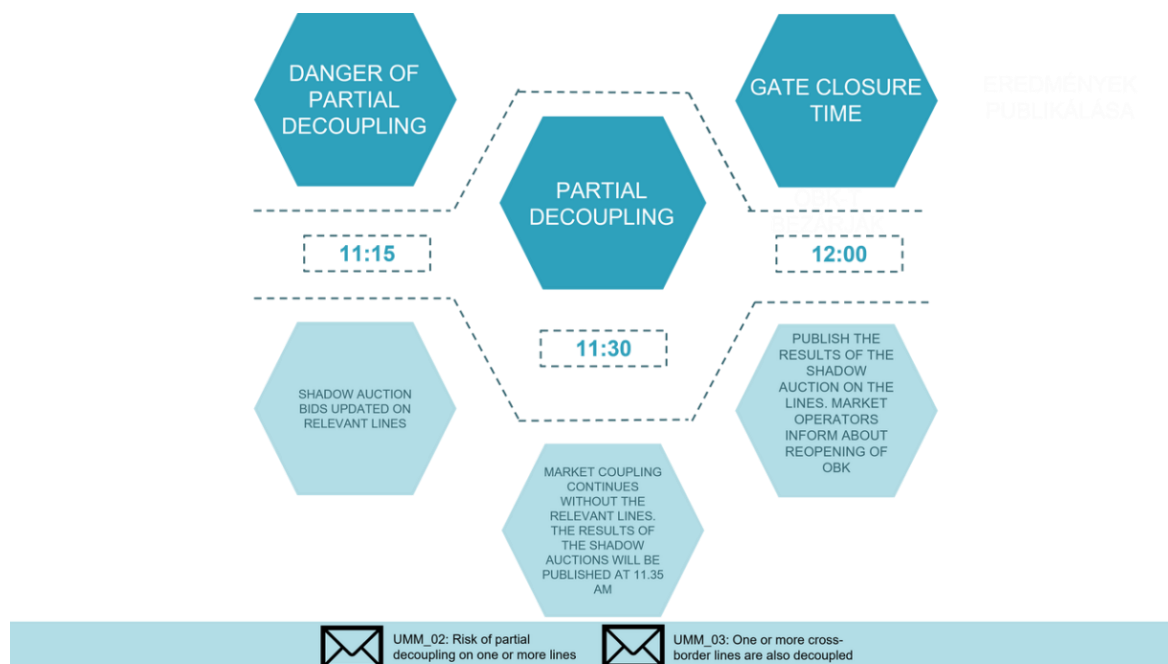 DANGER OF
PARTIAL
DECOUPLING
GATE CLOSURE
TIME
EREDMÉNYEK
PUBLIKÁLÁSA
PARTIAL
DECOUPLING
11:15
12:00
11:30
SHADOW AUCTION
BIDS UPDATED ON
RELEVANT LINES
PUBLISH THE
RESULTS OF THE
SHADOW
AUCTION ON THE
LINES. MARKET
OPERATORS
INFORM ABOUT
REOPENING OF
OBK
MARKET COUPLING
CONTINUES
WITHOUT THE
RELEVANT LINES.
THE RESULTS OF
THE SHADOW
AUCTIONS WILL BE
PUBLISHED AT 11.35
AM
UMM_02: Risk of partial
decoupling on one or more lines
UMM_03: One or more cross-
border lines are also decoupled